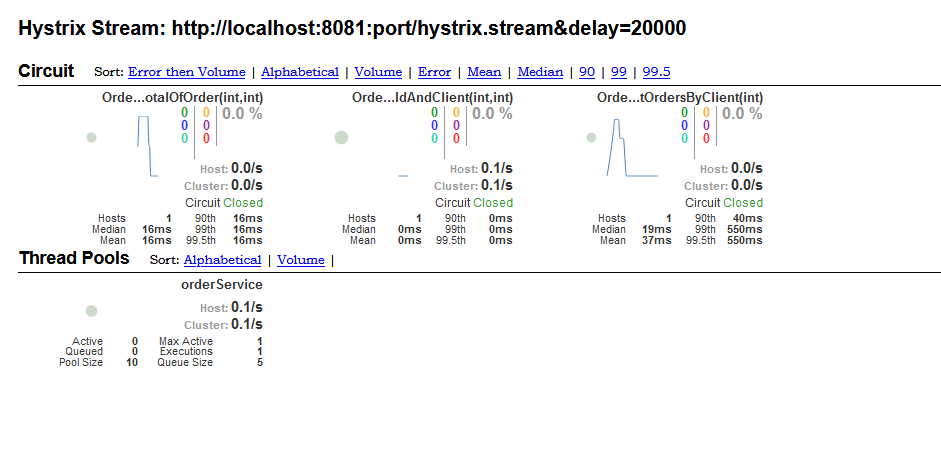 Hystrix Stream: http://localhost:8081:port/hystrix.stream&delay=20000
Circuit Sort: Error then Volume | Alphabetical | Volume | Error | Mean | Median | 90 | 99 | 99.5
Orde...otalOfOrder(int,int)
0 0 0.0 %
0 0
0 0
Host: 0.0/s
Cluster: 0.0/s
Circuit Closed
Hosts 1 90th 16ms
Median 16ms 99th 16ms
Mean 16ms 99.5th 16ms
Orde...IdAndClient(int,int)
0 0 0.0 %
0 0
0 0
Host: 0.1/s
Cluster: 0.1/s
Circuit Closed
Hosts 1 90th 0ms
Median 0ms 99th 0ms
Mean 0ms 99.5th 0ms
Orde...tOrdersByClient(int)
0 0 0.0 %
0 0
0 0
Host: 0.0/s
Cluster: 0.0/s
Circuit Closed
Hosts 1 90th 40ms
Median 19ms 99th 550ms
Mean 37ms 99.5th 550ms
Thread Pools Sort: Alphabetical | Volume |
orderService
Host: 0.1/s
Cluster: 0.1/s
Active 0 Max Active 1
Queued 0 Executions 1
Pool Size 10 Queue Size 5